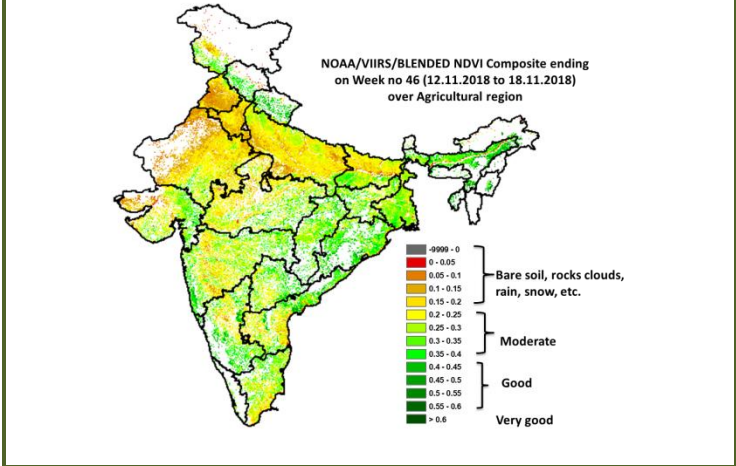 NOAA/VIIRS/BLENDED NDVI Composite ending
on Week no 46 (12.11.2018 to 18.11.2018)
over Agricultural region
-9999 - 0
0 - 0.05
0.05 - 0.1
0.1 - 0.15
0.15 - 0.2
0.2 - 0.25
0.25 - 0.3
0.3 - 0.35
0.35 - 0.4
0.4 - 0.45
0.45 - 0.5
0.5 - 0.55
0.55 - 0.6
> 0.6
Bare soil, rocks clouds,
rain, snow, etc.
Moderate
Good
Very good